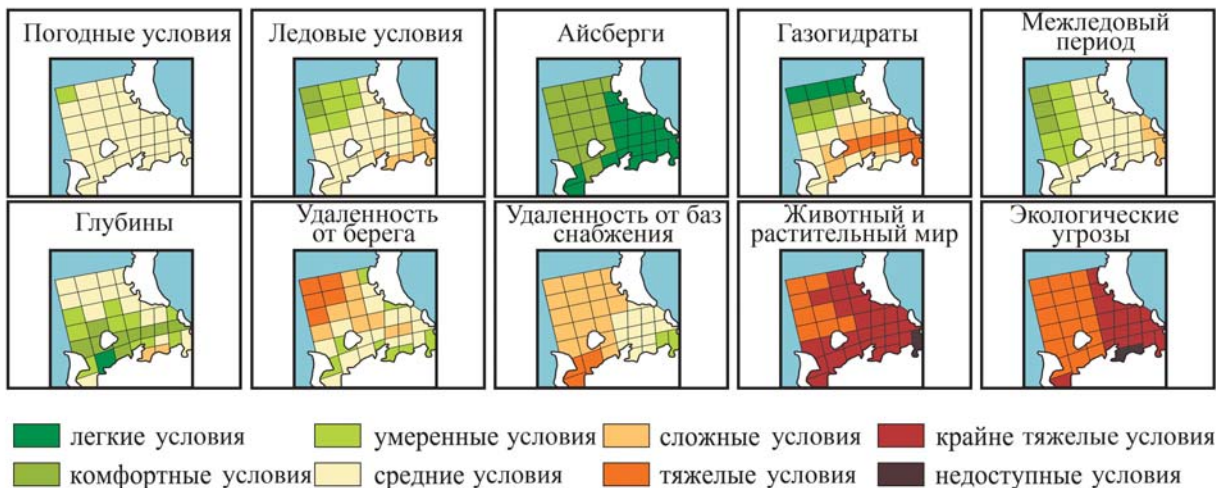 Погодные условия
Ледовые условия
Айсберги
Газогидраты
Межледовый
период
Глубины
Удаленность
от берега
Удаленность от баз
снабжения
Животный и
растительный мир
Экологические
угрозы
легкие условия
умеренные условия
сложные условия
крайне тяжелые условия
комфортные условия
средние условия
тяжелые условия
недоступные условия